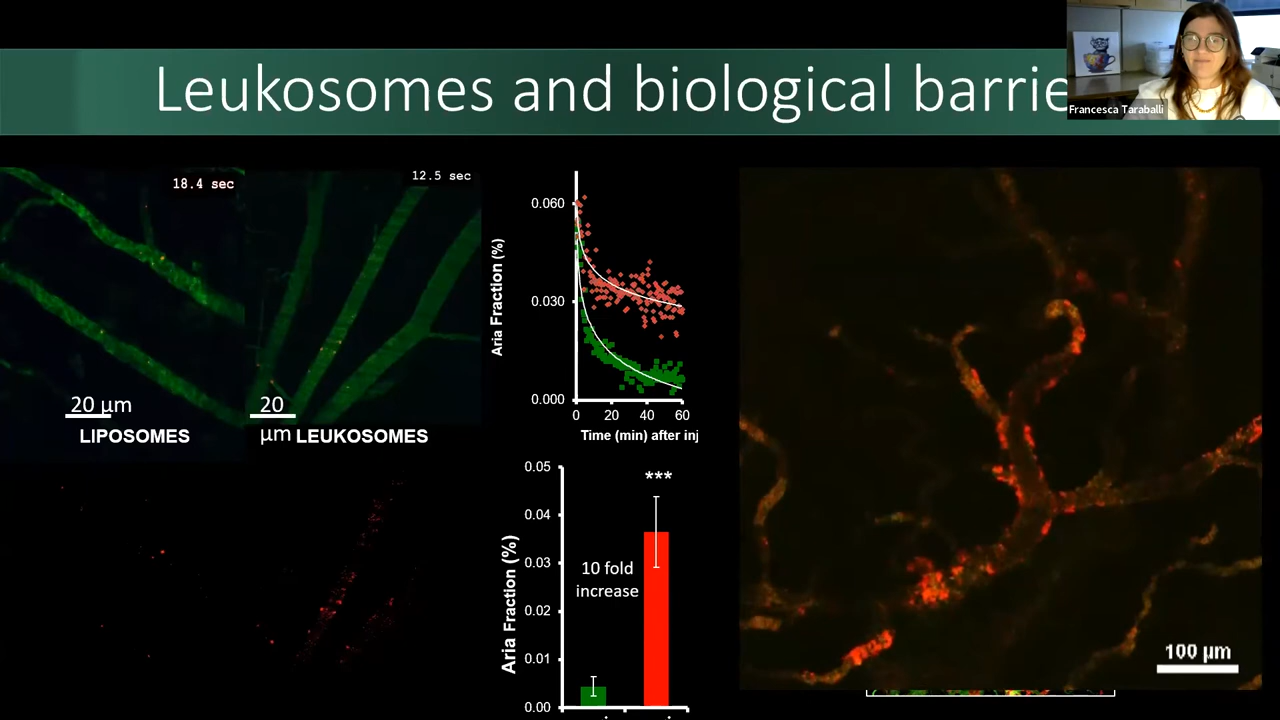 Leukosomes and biological barrie
Francesca Taraballi
18.4 sec
12.5 sec
20 µm
20
µm
LIPOSOMES
LEUKOSOMES
Aria Fraction (%)
0.060
0.030
0.000
0
20
40
60
Time (min) after inj
Aria Fraction (%)
0.05
0.04
0.03
0.02
0.01
0.00
***
10 fold
increase
100 µm